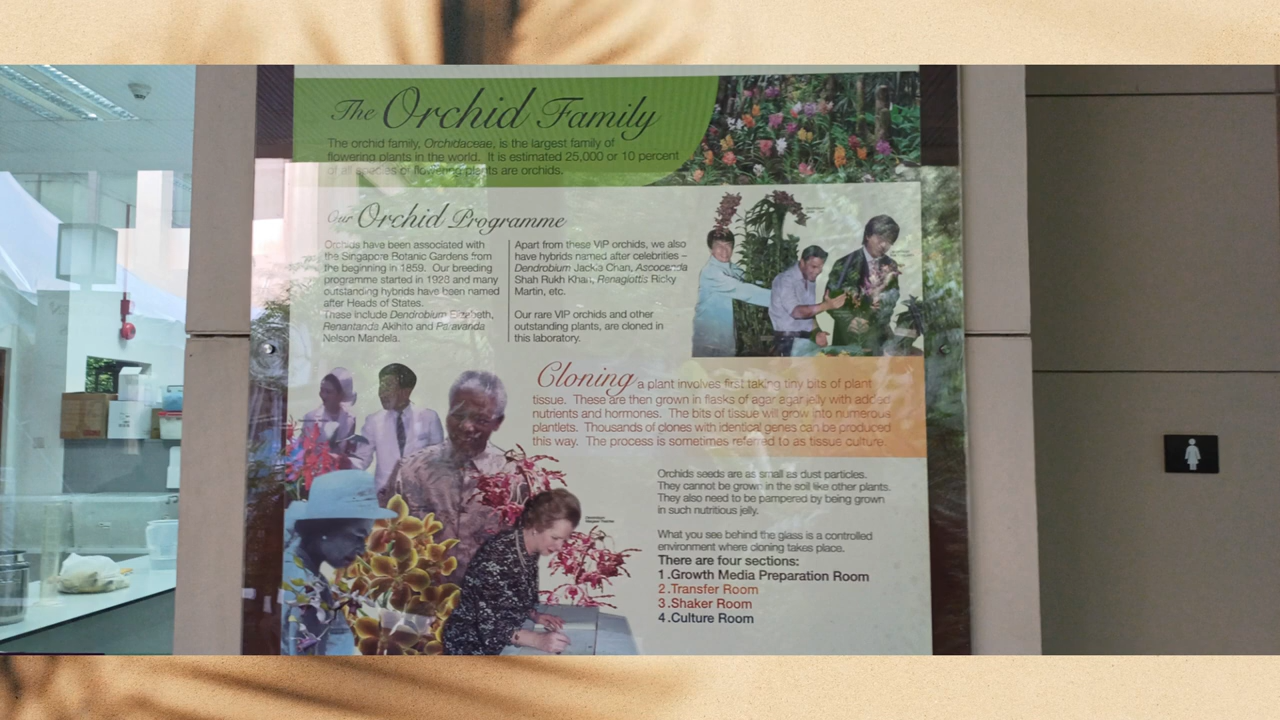 The Orchid Family
The orchid family, Orchidaceae, is the largest family of
flowering plants in the world. It is estimated 25,000 or 10 percent
of all species of flowering plants are orchids.
Our Orchid Programme
Orchids have been associated with
the Singapore Botanic Gardens from
the beginning in 1859. Our breeding
programme started in 1928 and many
outstanding hybrids have been named
after Heads of States.
These include Dendrobium Elizabeth,
Renantanda Akihito and Paravanda
Nelson Mandela.
Apart from these VIP orchids, we also
have hybrids named after celebrities –
Dendrobium Jackie Chan, Ascocenda
Shah Rukh Khan, Renagiottis Ricky
Martin, etc.
Our rare VIP orchids and other
outstanding plants, are cloned in
this laboratory.
Cloning a plant involves first taking tiny bits of plant
tissue. These are then grown in flasks of agar agar jelly with added
nutrients and hormones. The bits of tissue will grow into numerous
plantlets. Thousands of clones with identical genes can be produced
this way. The process is sometimes referred to as tissue culture.
Orchids seeds are as small as dust particles.
They cannot be grown in the soil like other plants.
They also need to be pampered by being grown
in such nutritious jelly.
What you see behind the glass is a controlled
environment where cloning takes place.
There are four sections:
1.Growth Media Preparation Room
2.Transfer Room
3.Shaker Room
4.Culture Room